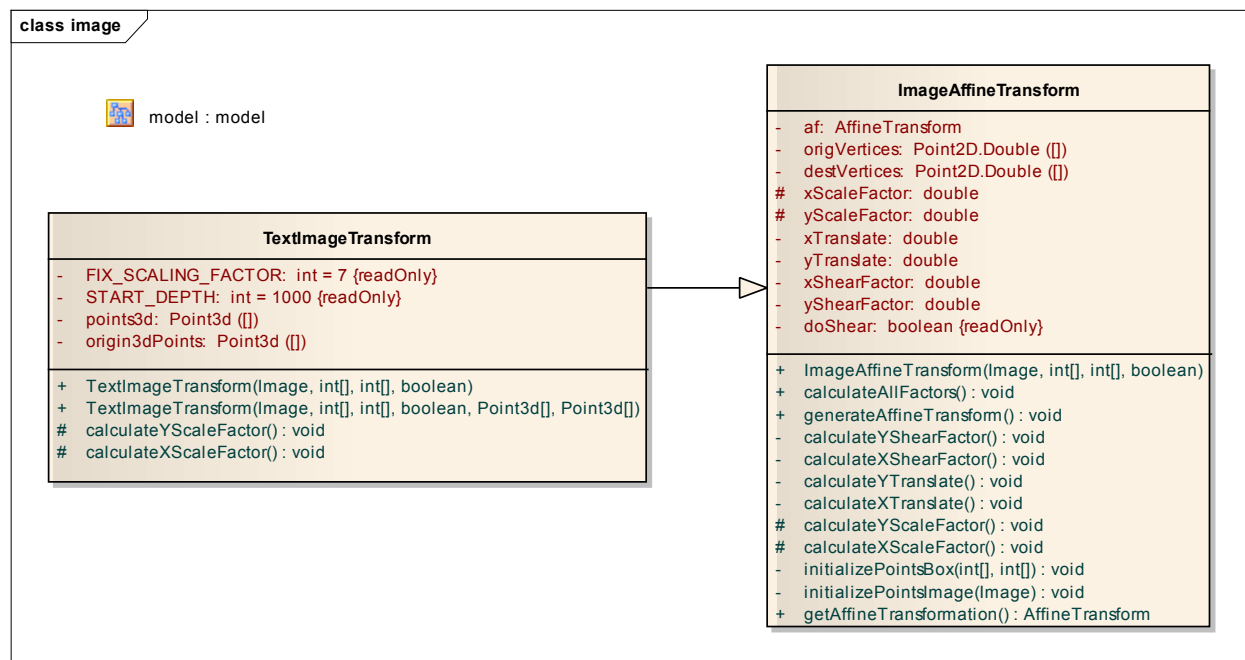 class image
model : model
TextImageTransform
- FIX_SCALING_FACTOR: int = 7 {readOnly}
- START_DEPTH: int = 1000 {readOnly}
- points3d: Point3d ([])
- origin3dPoints: Point3d ([])
+ TextImageTransform(Image, int[], int[], boolean)
+ TextImageTransform(Image, int[], int[], boolean, Point3d[], Point3d[])
# calculateYScaleFactor() : void
# calculateXScaleFactor() : void
ImageAffineTransform
- af: AffineTransform
- origVertices: Point2D.Double ([])
- destVertices: Point2D.Double ([])
# xScaleFactor: double
# yScaleFactor: double
- xTranslate: double
- yTranslate: double
- xShearFactor: double
- yShearFactor: double
- doShear: boolean {readOnly}
+ ImageAffineTransform(Image, int[], int[], boolean)
+ calculateAllFactors() : void
+ generateAffineTransform() : void
- calculateYShearFactor() : void
- calculateXShearFactor() : void
- calculateYTranslate() : void
- calculateXTranslate() : void
# calculateYScaleFactor() : void
# calculateXScaleFactor() : void
- initializePointsBox(int[], int[]) : void
- initializePointsImage(Image) : void
+ getAffineTransformation() : AffineTransform